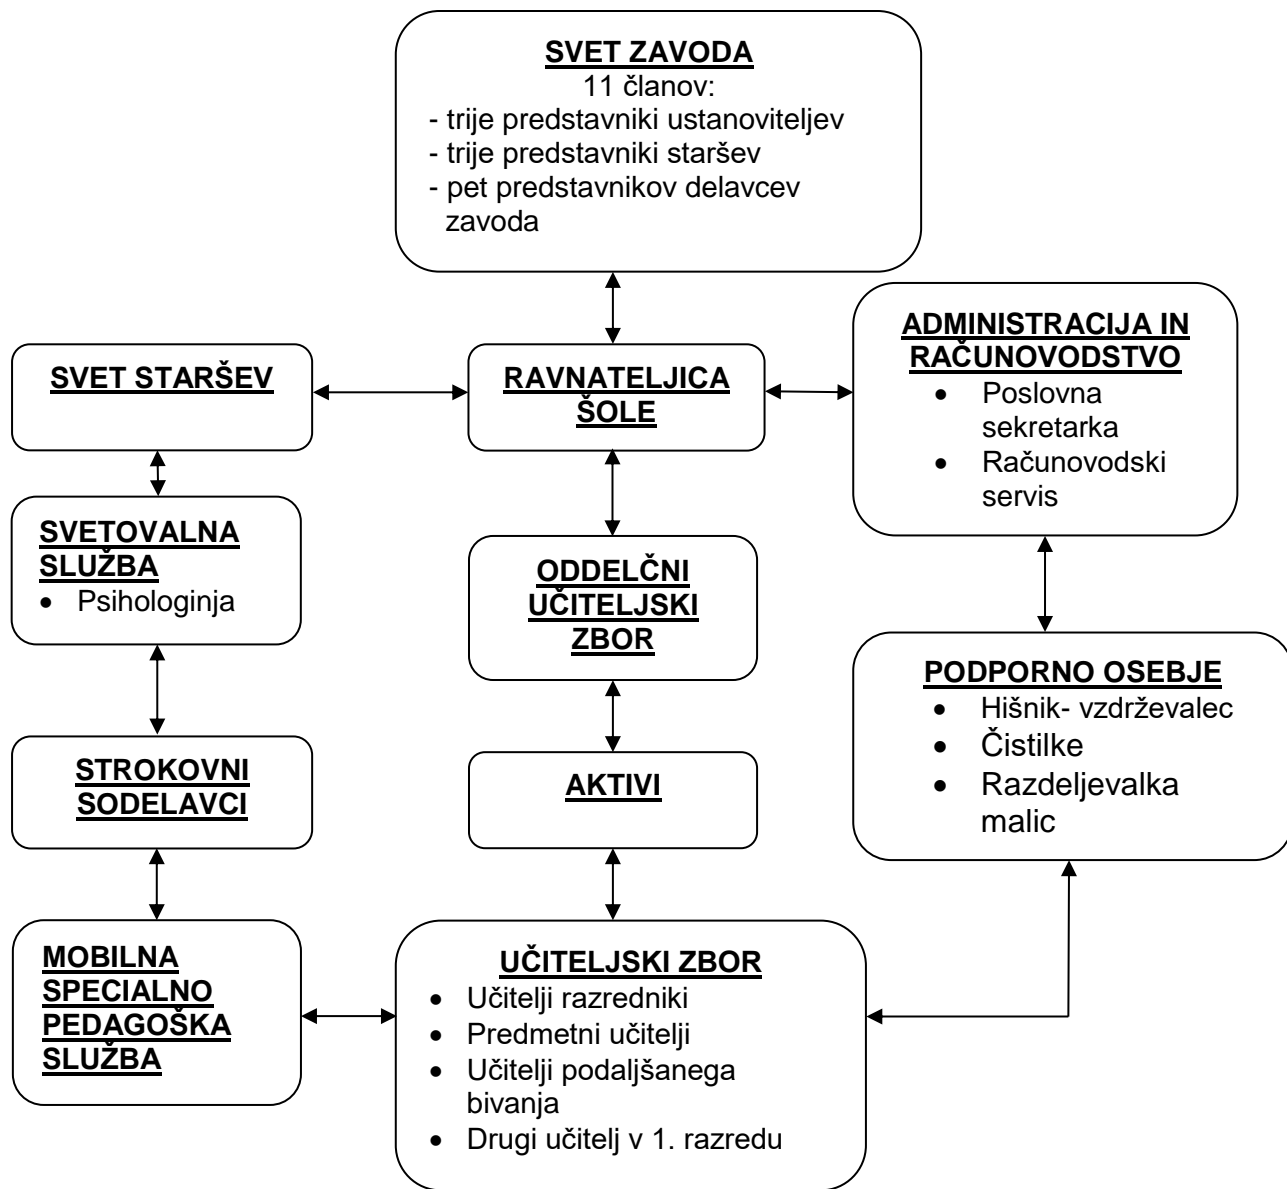 SVET ZAVODA
11 članov:
- trije predstavniki ustanoviteljev
- trije predstavniki staršev
- pet predstavnikov delavcev
zavoda
SVET STARŠEV
RAVNATELJICA
ŠOLE
ADMINISTRACIJA IN
RAČUNOVODSTVO
• Poslovna
sekretarka
• Računovodski
servis
SVETOVALNA
SLUŽBA
• Psihologinja
ODDELČNI
UČITELJSKI
ZBOR
PODPORNO OSEBJE
• Hišnik- vzdrževalec
• Čistilke
• Razdeljevalka
malic
STROKOVNI
SODELAVCI
AKTIVI
MOBILNA
SPECIALNO
PEDAGOŠKA
SLUŽBA
UČITELJSKI ZBOR
• Učitelji razredniki
• Predmetni učitelji
• Učitelji podaljšanega
bivanja
• Drugi učitelj v 1. razredu